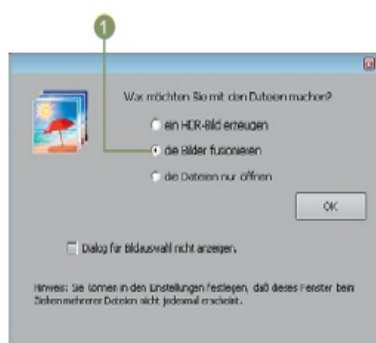 1
Was möchten Sie mit den Dateien machen?
ein HDR-Bild erzeugen
die Bilder fusionieren
die Dateien nur öffnen
OK
Dialog für Bildauswahl nicht anzeigen.
Hinweis: Sie können in den Einstellungen festlegen, daß dieses Fenster beim
Ziehen mehrerer Dateien nicht jedesmal erscheint.